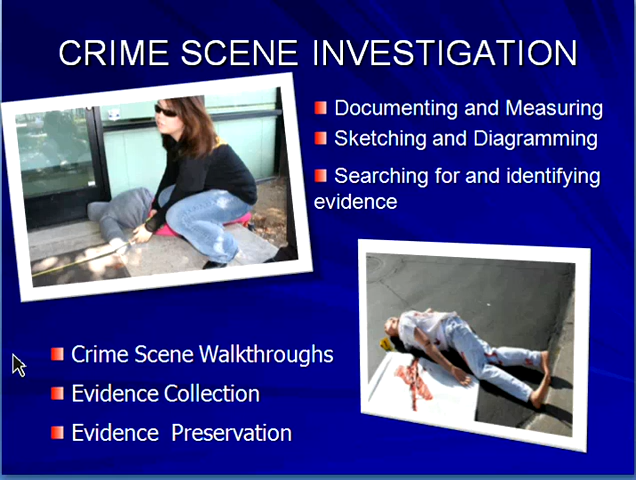 CRIME SCENE INVESTIGATION
Documenting and Measuring
Sketching and Diagramming
Searching for and identifying
evidence
Crime Scene Walkthroughs
Evidence Collection
Evidence Preservation